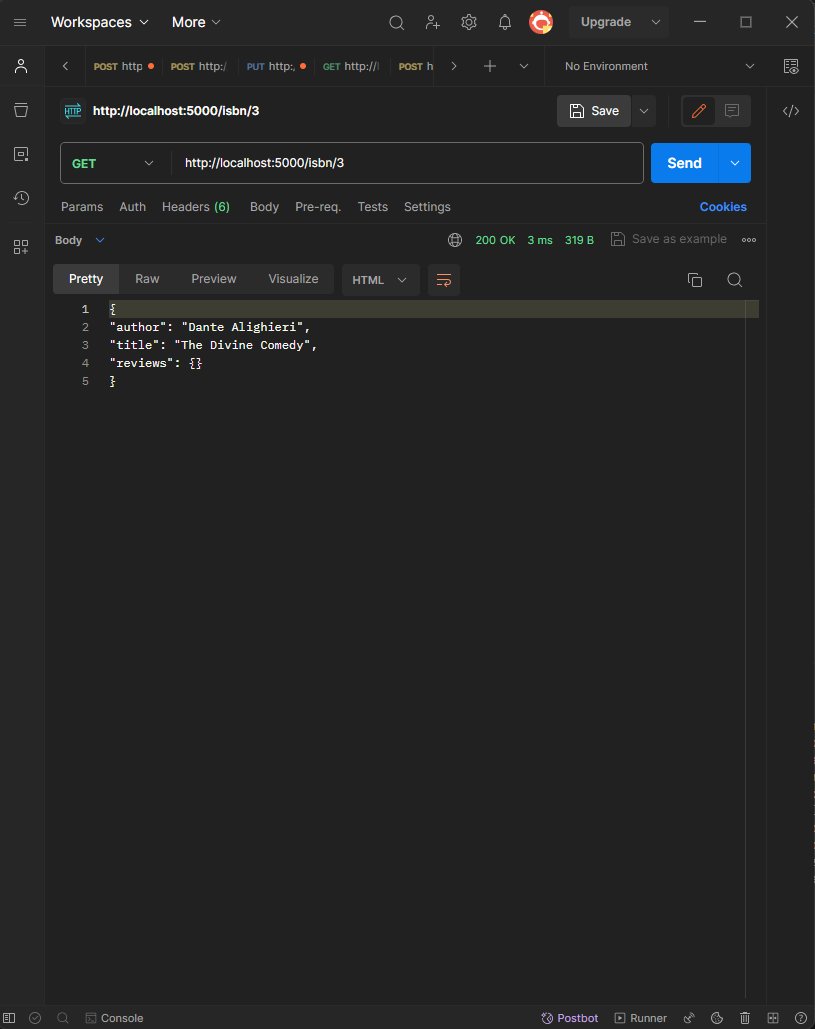 Workspaces More Upgrade
POST http POST http:/ PUT http:, GET http:// POST h No Environment
HTTP http://localhost:5000/isbn/3 Save
GET http://localhost:5000/isbn/3 Send
Params Auth Headers (6) Body Pre-req. Tests Settings Cookies
Body 200 OK 3 ms 319 B Save as example
Pretty Raw Preview Visualize HTML
1 {
2 "author": "Dante Alighieri",
3 "title": "The Divine Comedy",
4 "reviews": {}
5 }
Console Postbot Runner